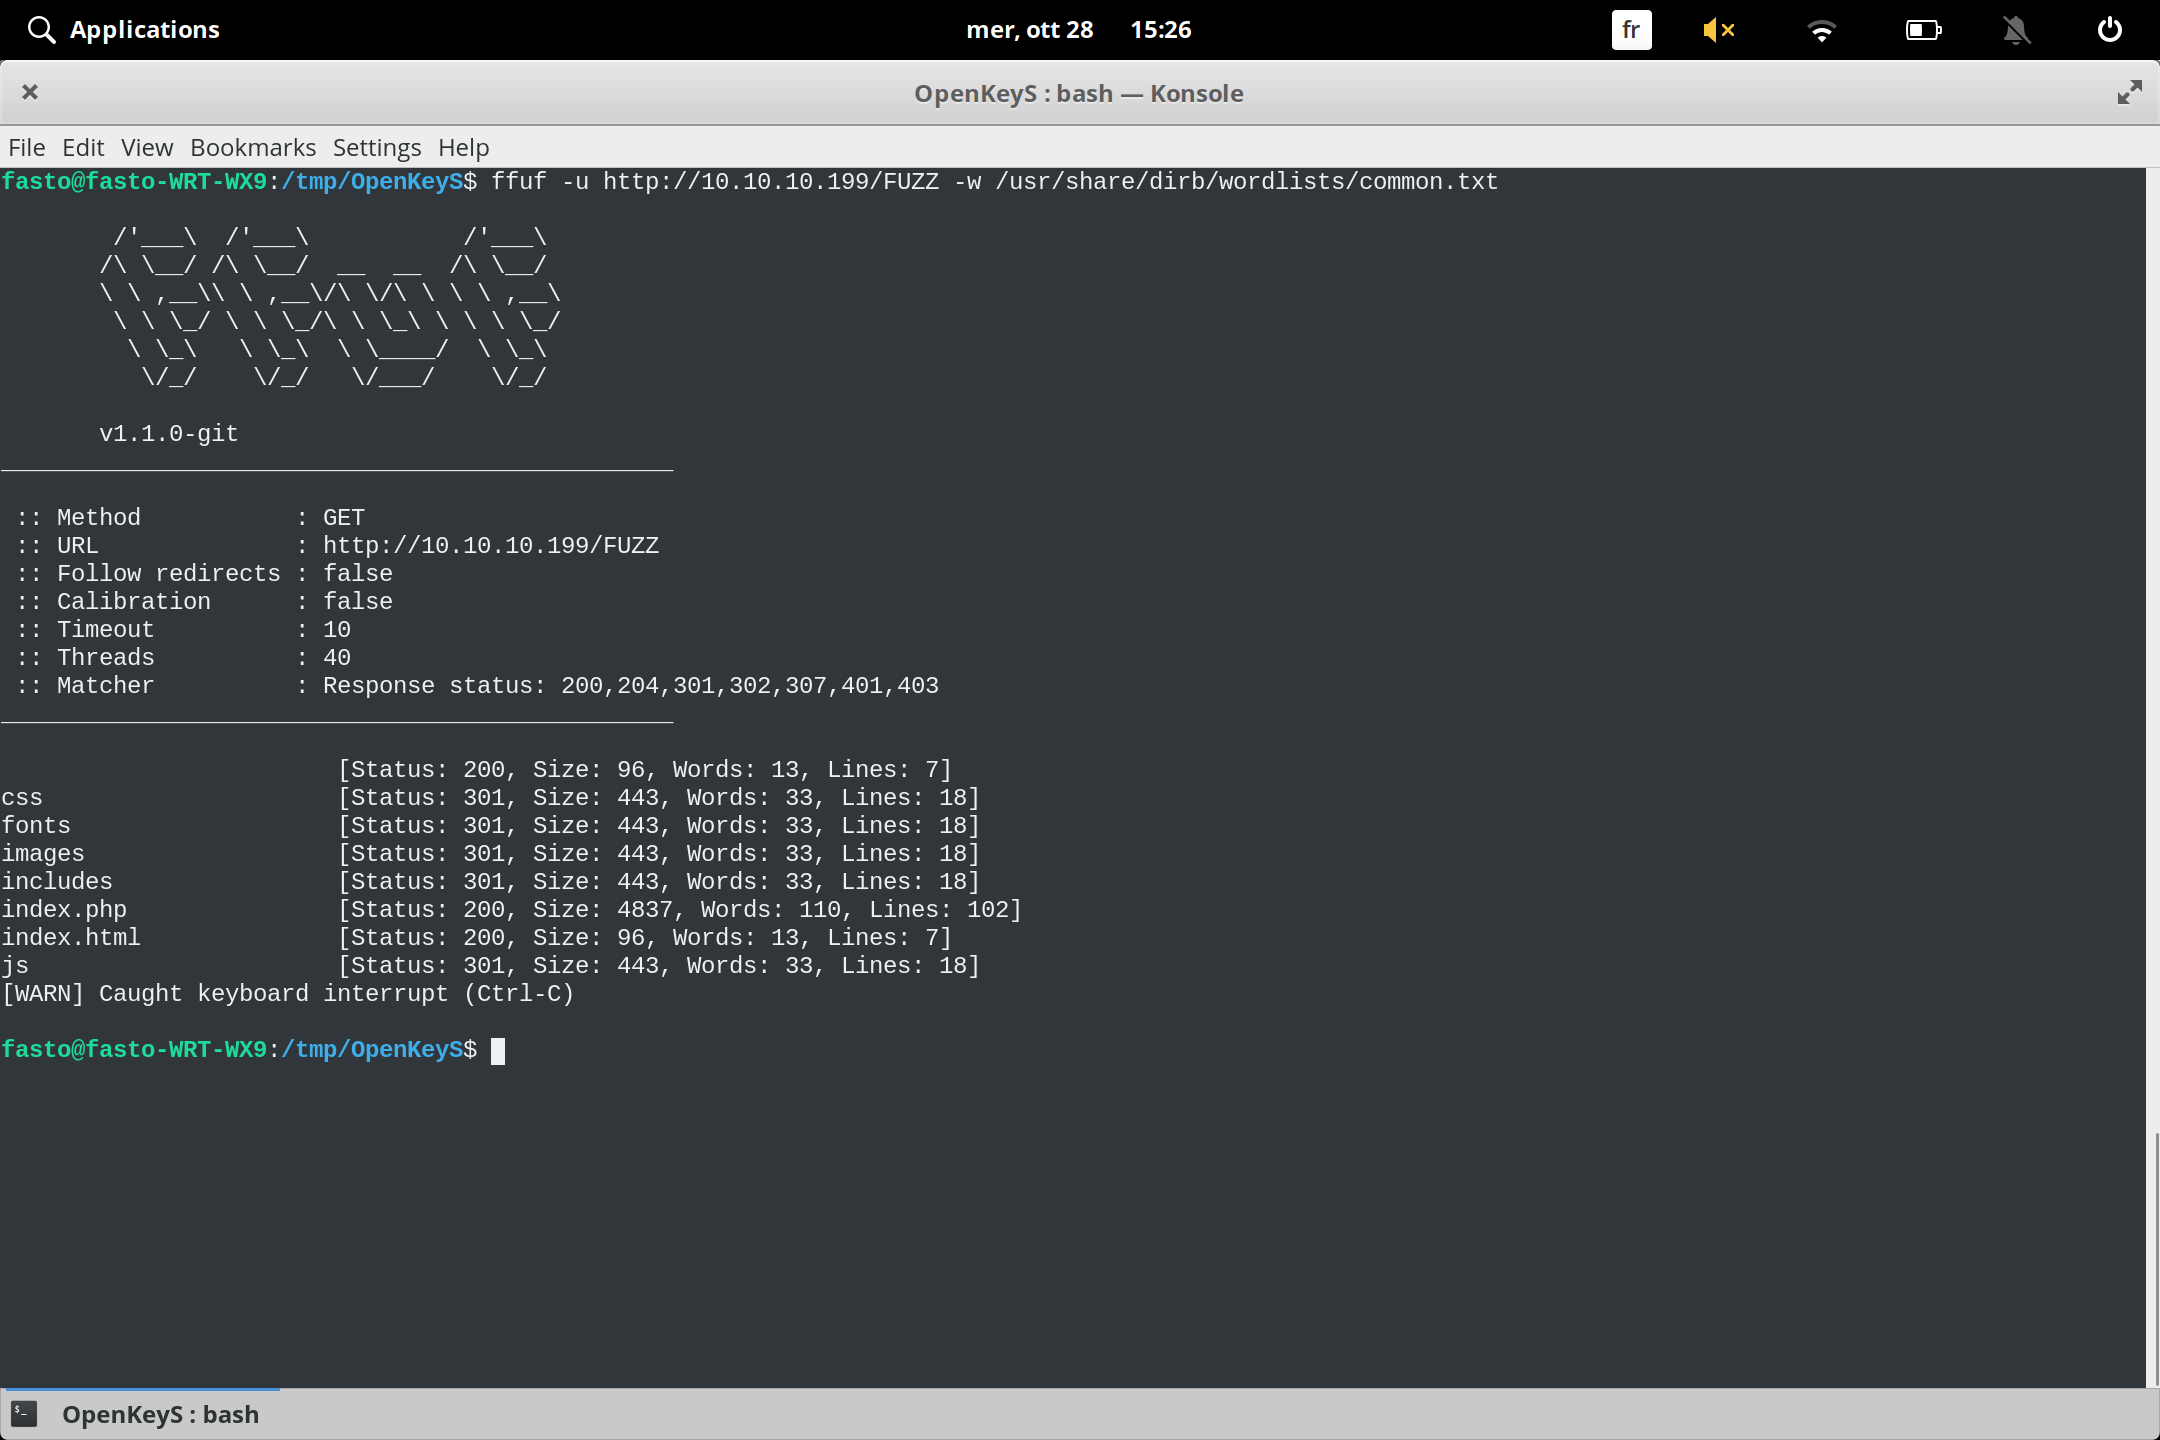 Applications
mer, ott 28 15:26
fr
OpenKeyS : bash — Konsole
File Edit View Bookmarks Settings Help
fasto@fasto-WRT-WX9:/tmp/OpenKeyS$ ffuf -u http://10.10.10.199/FUZZ -w /usr/share/dirb/wordlists/common.txt
        /'___\  /'___\           /'___\
       /\ \__/ /\ \__/  __  __  /\ \__/
       \ \ ,__\\ \ ,__\/\ \/\ \ \ \ ,__\
        \ \ \_/ \ \ \_/\ \ \_\ \ \ \ \_/
         \ \_\   \ \_\  \ \____/  \ \_\
          \/_/    \/_/   \/___/    \/_/
       v1.1.0-git
________________________________________________
 :: Method           : GET
 :: URL              : http://10.10.10.199/FUZZ
 :: Follow redirects : false
 :: Calibration      : false
 :: Timeout          : 10
 :: Threads          : 40
 :: Matcher          : Response status: 200,204,301,302,307,401,403
________________________________________________
                        [Status: 200, Size: 96, Words: 13, Lines: 7]
css                     [Status: 301, Size: 443, Words: 33, Lines: 18]
fonts                   [Status: 301, Size: 443, Words: 33, Lines: 18]
images                  [Status: 301, Size: 443, Words: 33, Lines: 18]
includes                [Status: 301, Size: 443, Words: 33, Lines: 18]
index.php               [Status: 200, Size: 4837, Words: 110, Lines: 102]
index.html              [Status: 200, Size: 96, Words: 13, Lines: 7]
js                      [Status: 301, Size: 443, Words: 33, Lines: 18]
[WARN] Caught keyboard interrupt (Ctrl-C)
fasto@fasto-WRT-WX9:/tmp/OpenKeyS$
OpenKeyS : bash